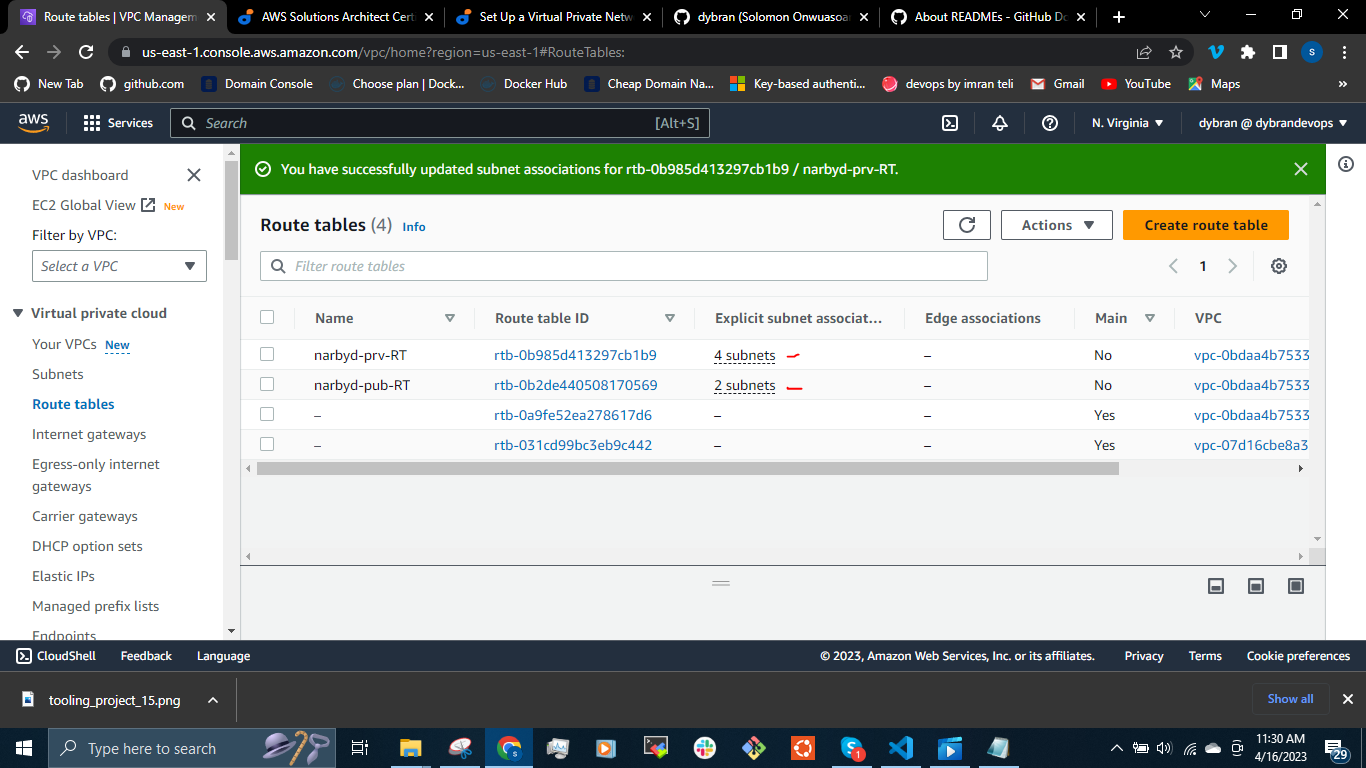 Route tables | VPC Managem
AWS Solutions Architect Cert
Set Up a Virtual Private Netw
dybran (Solomon Onwuasoa
About READMEs - GitHub Do
us-east-1.console.aws.amazon.com/vpc/home?region=us-east-1#RouteTables:
S
New Tab
github.com
Domain Console
Choose plan | Dock...
Docker Hub
Cheap Domain Na...
Key-based authenti...
devops by imran teli
Gmail
YouTube
Maps
»
aws
Services
Search
[Alt+S]
N. Virginia
dybran @ dybrandevops
VPC dashboard
EC2 Global View New
Filter by VPC:
Select a VPC
Virtual private cloud
Your VPCs New
Subnets
Route tables
Internet gateways
Egress-only internet
gateways
Carrier gateways
DHCP option sets
Elastic IPs
Managed prefix lists
Endpoints
You have successfully updated subnet associations for rtb-0b985d413297cb1b9 / narbyd-prv-RT.
Route tables (4) Info
Actions
Create route table
Filter route tables
1
Name Route table ID Explicit subnet associat... Edge associations Main VPC
narbyd-prv-RT rtb-0b985d413297cb1b9 4 subnets – No vpc-0bdaa4b7533
narbyd-pub-RT rtb-0b2de440508170569 2 subnets – No vpc-0bdaa4b7533
– rtb-0a9fe52ea278617d6 – – Yes vpc-0bdaa4b7533
– rtb-031cd99bc3eb9c442 – – Yes vpc-07d16cbe8a3
CloudShell
Feedback
Language
© 2023, Amazon Web Services, Inc. or its affiliates.
Privacy
Terms
Cookie preferences
tooling_project_15.png
Show all
Type here to search
1
11:30 AM
4/16/2023
29